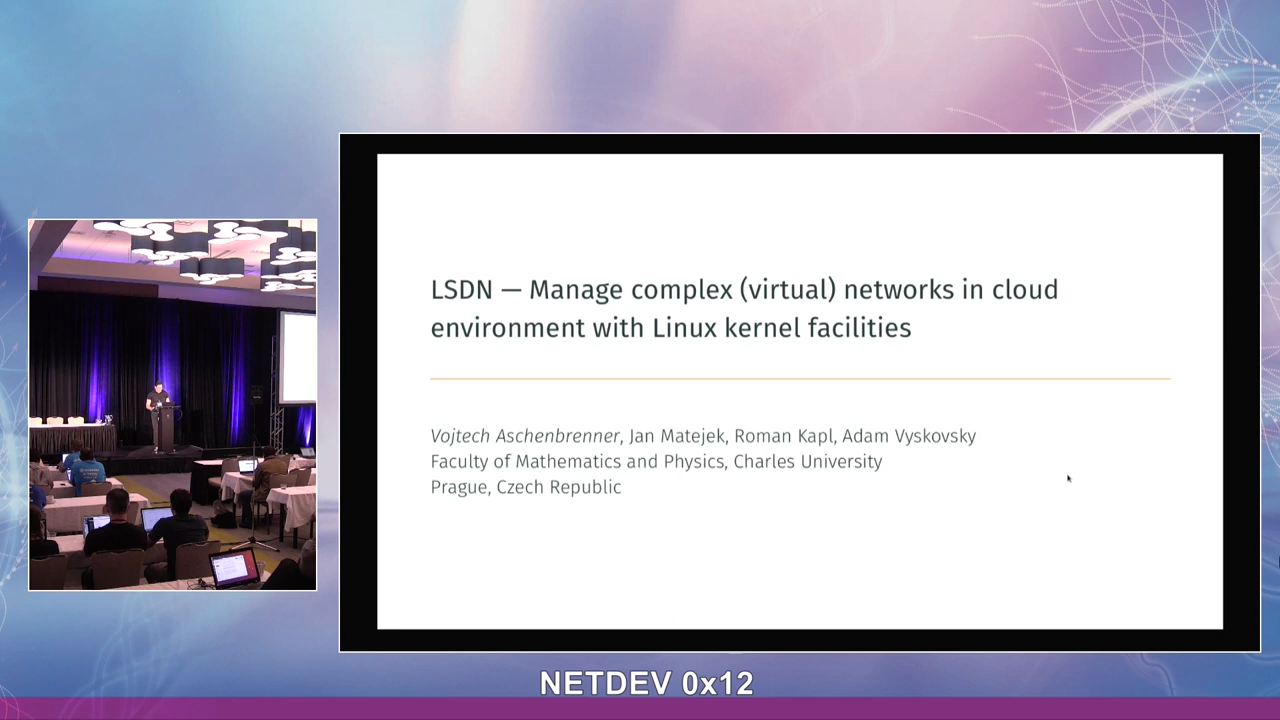 LSDN — Manage complex (virtual) networks in cloud
environment with Linux kernel facilities
Vojtech Aschenbrenner, Jan Matejek, Roman Kapl, Adam Vyskovsky
Faculty of Mathematics and Physics, Charles University
Prague, Czech Republic
NETDEV 0x12